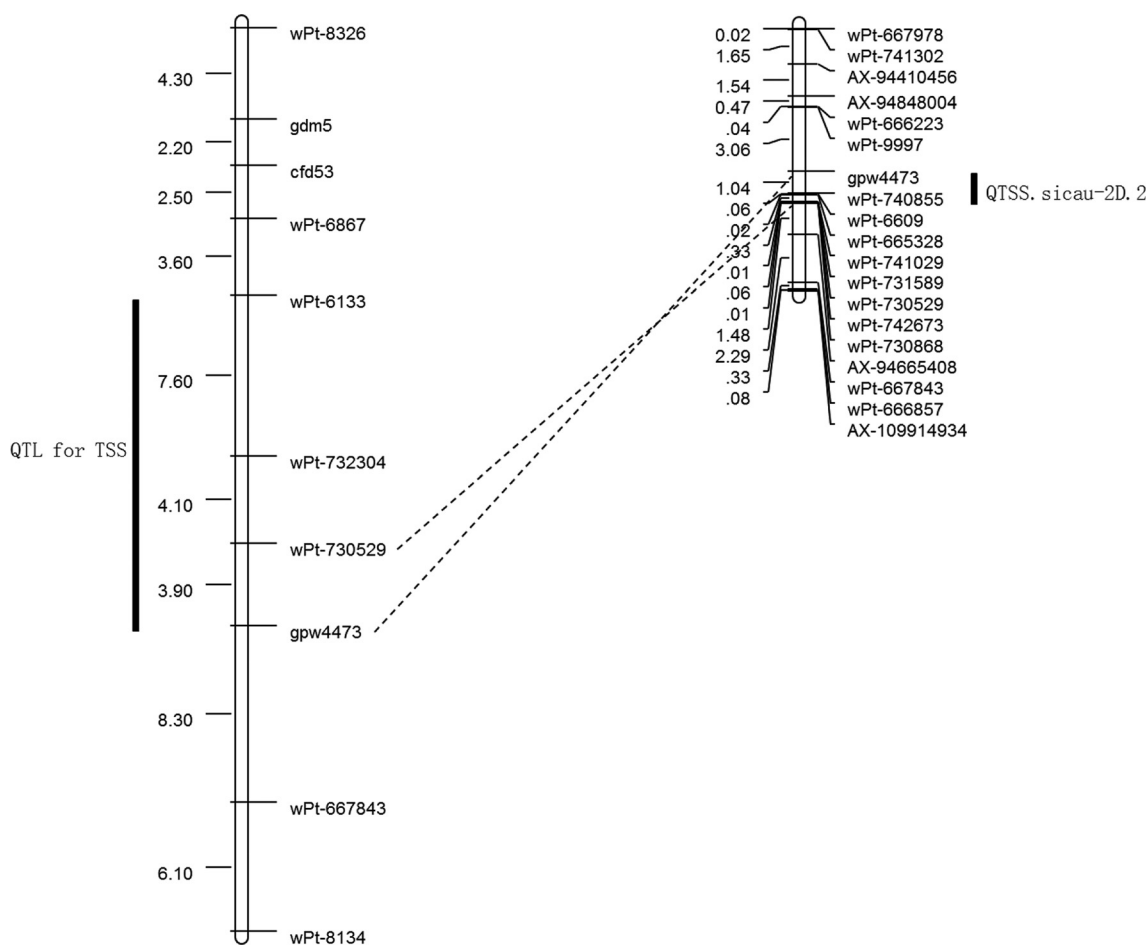 wPt-8326
4.30
gdm5
2.20
cfd53
2.50
wPt-6867
3.60
wPt-6133
7.60
QTL for TSS
wPt-732304
4.10
wPt-730529
3.90
gpw4473
8.30
wPt-667843
6.10
wPt-8134
0.02
wPt-667978
1.65
wPt-741302
AX-94410456
1.54
AX-94848004
0.47
wPt-666223
.04
wPt-9997
3.06
gpw4473
1.04
QTSS.sicau-2D.2
wPt-740855
.06
wPt-6609
.02
wPt-665328
.33
wPt-741029
.01
wPt-731589
.06
wPt-730529
.01
wPt-742673
1.48
wPt-730868
2.29
AX-94665408
.33
wPt-667843
.08
wPt-666857
AX-109914934